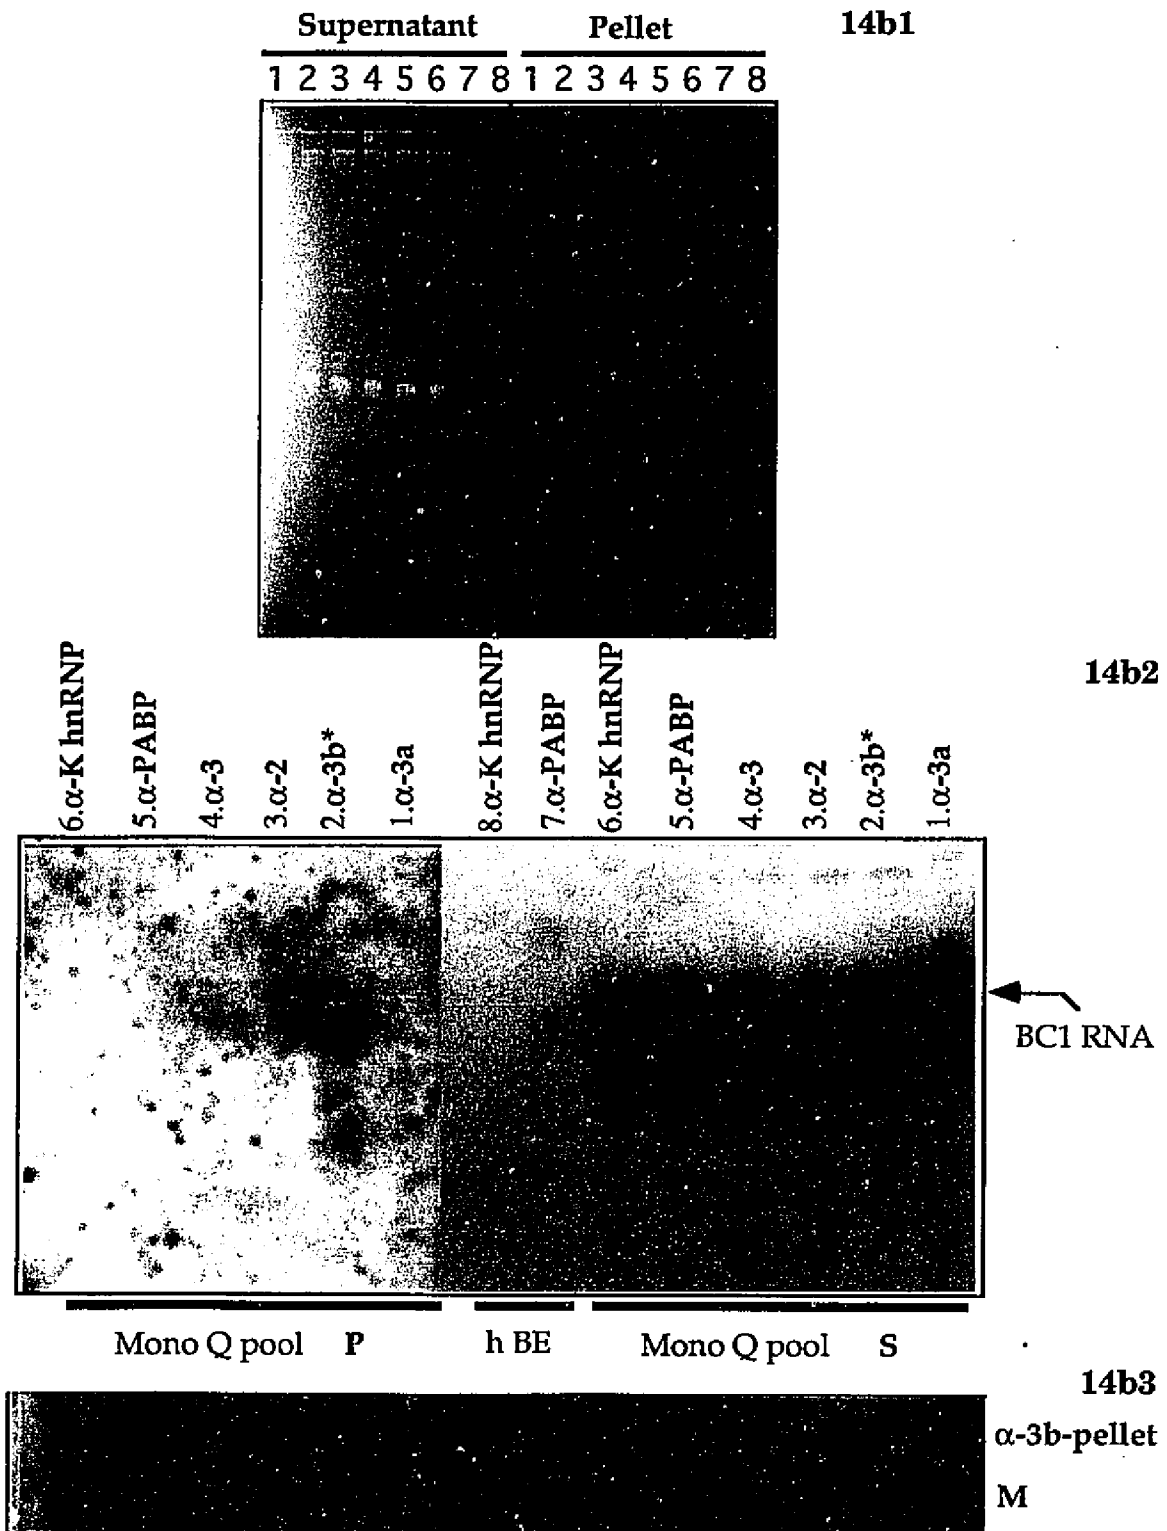 14b1
Supernatant Pellet
1 2 3 4 5 6 7 8 1 2 3 4 5 6 7 8
14b2
6.α-K hnRNP
5.α-PABP
4.α-3
3.α-2
2.α-3b*
1.α-3a
8.α-K hnRNP
7.α-PABP
6.α-K hnRNP
5.α-PABP
4.α-3
3.α-2
2.α-3b*
1.α-3a
BC1 RNA
Mono Q pool P h BE Mono Q pool S
14b3
α-3b-pellet
M